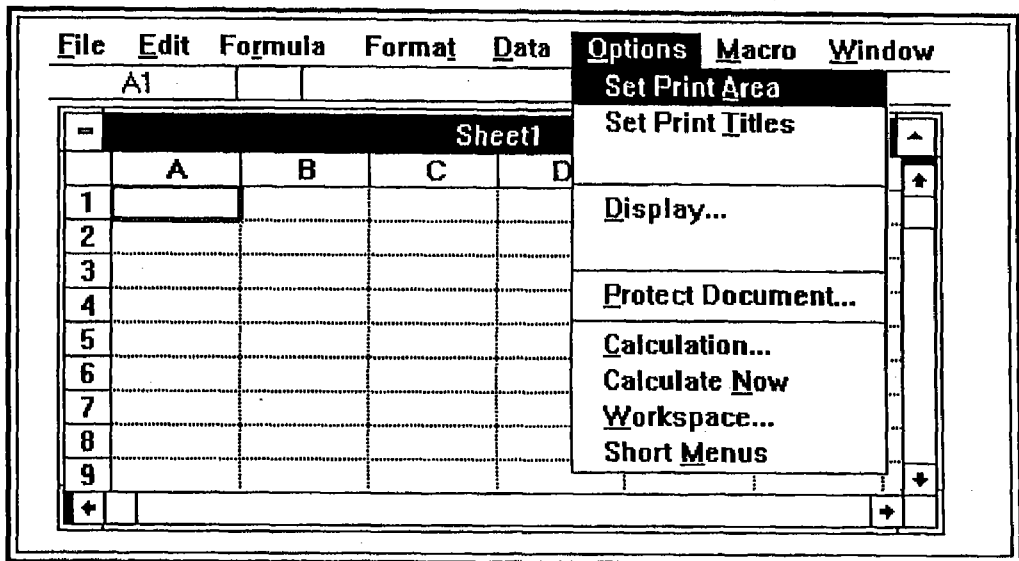 File Edit Formula Format Data Options Macro Window
A1
Set Print Area
Set Print Titles
Sheet1
A B C D
Display...
Protect Document...
Calculation...
Calculate Now
Workspace...
Short Menus
1
2
3
4
5
6
7
8
9